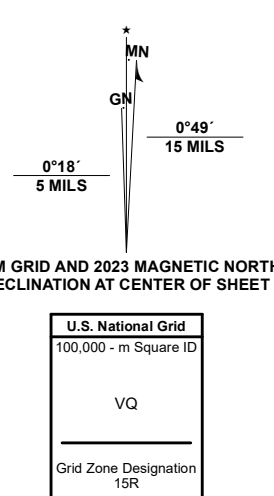 ★
MN
GN
0°49´
15 MILS
0°18´
5 MILS
M GRID AND 2023 MAGNETIC NORTH
ECLINATION AT CENTER OF SHEET
U.S. National Grid
100,000 - m Square ID
VQ
Grid Zone Designation
15R